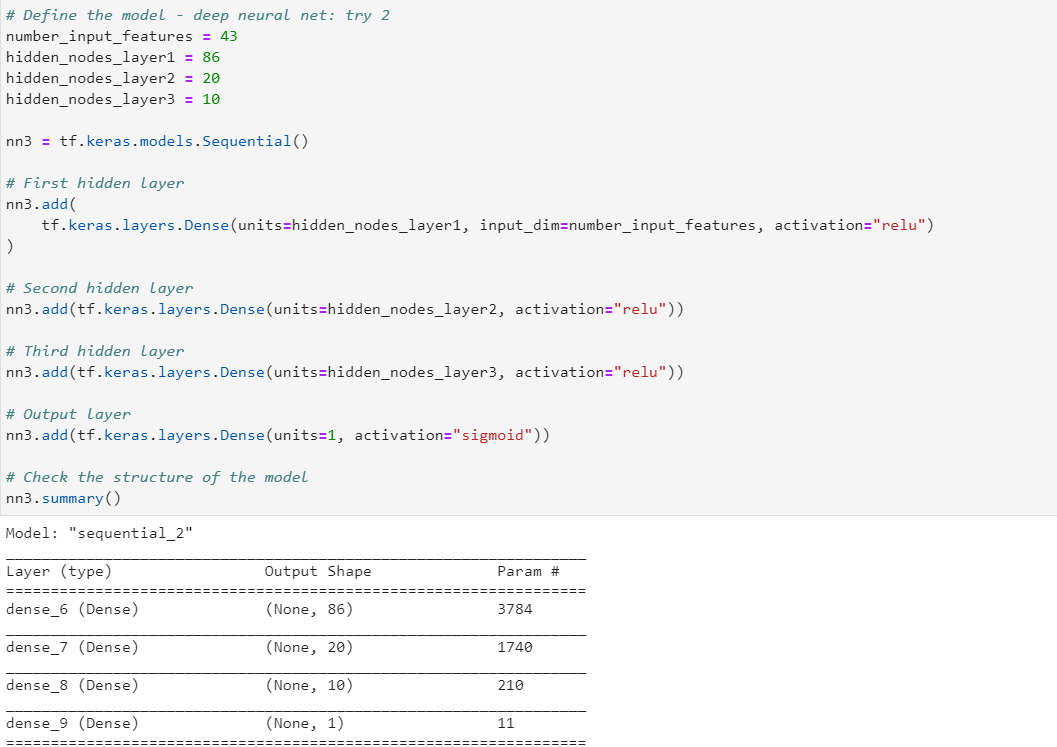 # Define the model - deep neural net: try 2
number_input_features = 43
hidden_nodes_layer1 = 86
hidden_nodes_layer2 = 20
hidden_nodes_layer3 = 10
nn3 = tf.keras.models.Sequential()
# First hidden layer
nn3.add(
    tf.keras.layers.Dense(units=hidden_nodes_layer1, input_dim=number_input_features, activation="relu")
)
# Second hidden layer
nn3.add(tf.keras.layers.Dense(units=hidden_nodes_layer2, activation="relu"))
# Third hidden layer
nn3.add(tf.keras.layers.Dense(units=hidden_nodes_layer3, activation="relu"))
# Output layer
nn3.add(tf.keras.layers.Dense(units=1, activation="sigmoid"))
# Check the structure of the model
nn3.summary()
Model: "sequential_2"
_________________________________________________________________
Layer (type)                 Output Shape              Param #
=================================================================
dense_6 (Dense)              (None, 86)                3784
_________________________________________________________________
dense_7 (Dense)              (None, 20)                1740
_________________________________________________________________
dense_8 (Dense)              (None, 10)                210
_________________________________________________________________
dense_9 (Dense)              (None, 1)                 11
=================================================================